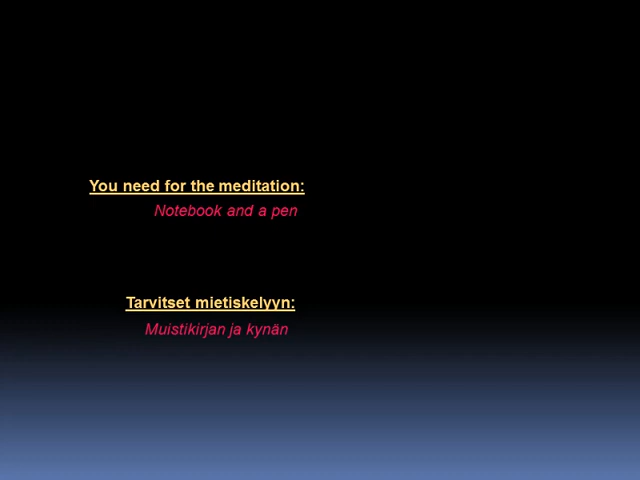 You need for the meditation:
Notebook and a pen
Tarvitset mietiskelyyn:
Muistikirjan ja kynän